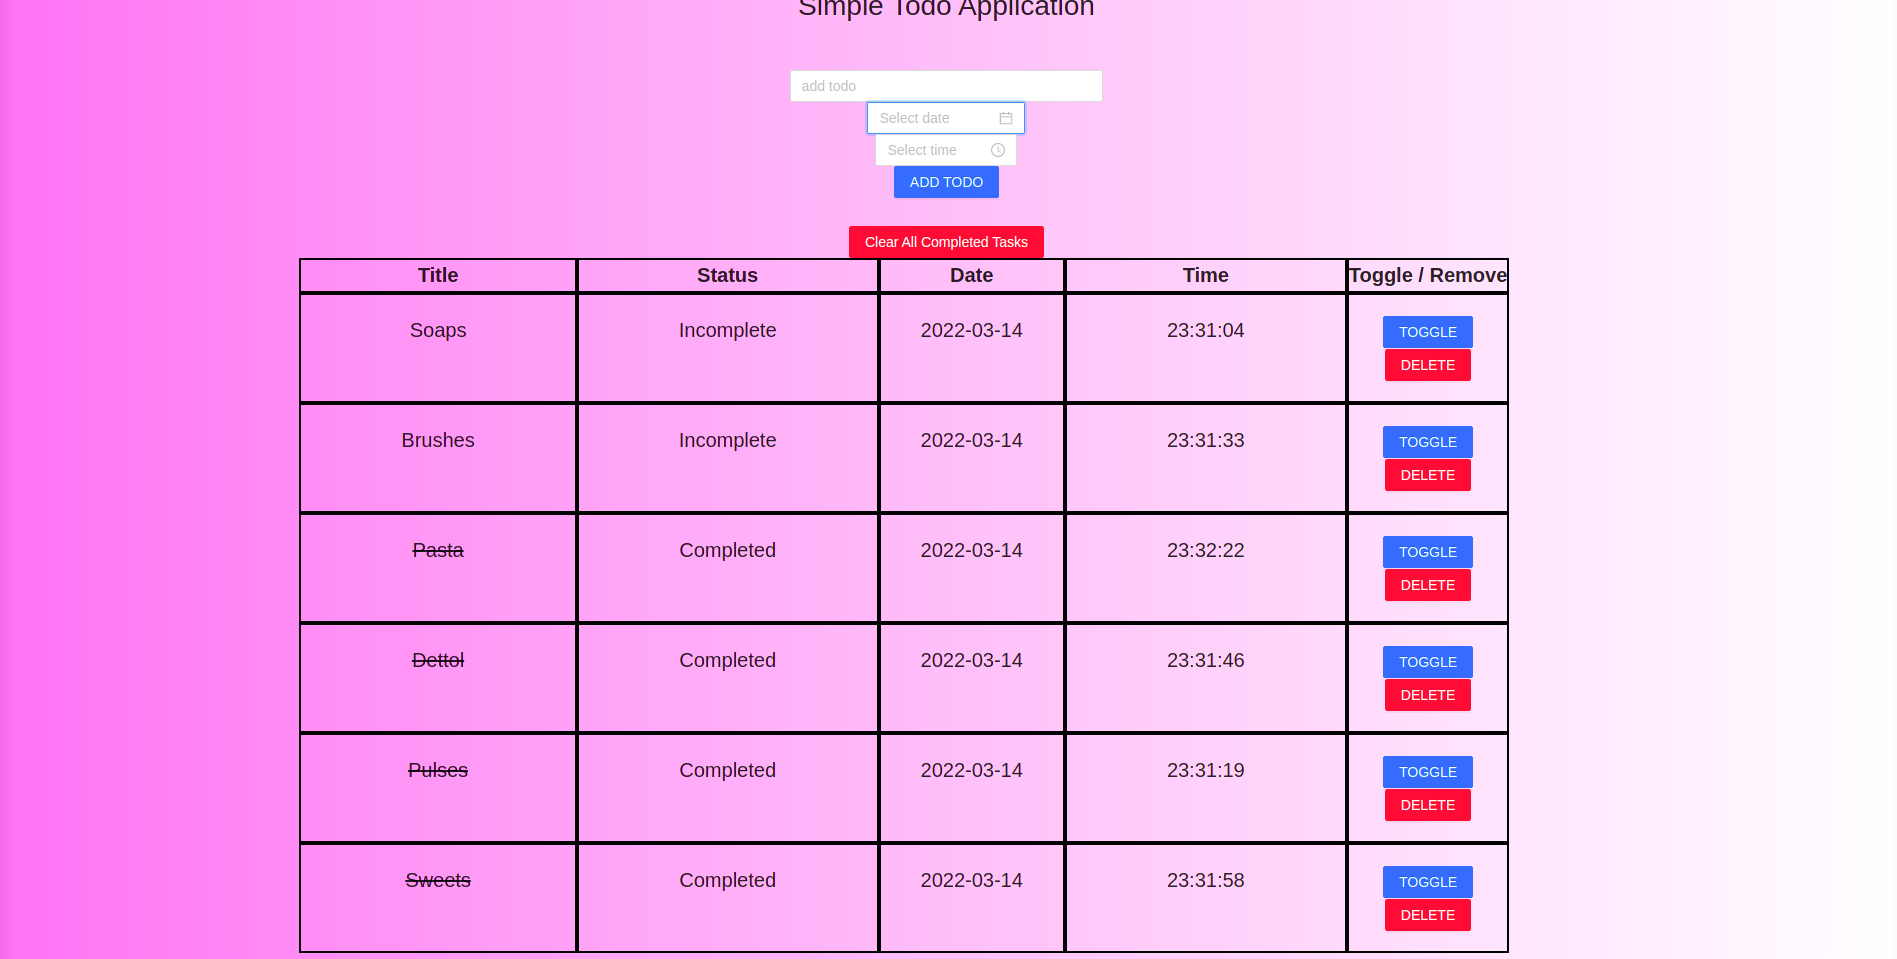 Simple Todo Application
add todo
Select date
Select time
ADD TODO
Clear All Completed Tasks
Title Status Date Time Toggle / Remove
Soaps Incomplete 2022-03-14 23:31:04 TOGGLE
DELETE
Brushes Incomplete 2022-03-14 23:31:33 TOGGLE
DELETE
Pasta Completed 2022-03-14 23:32:22 TOGGLE
DELETE
Dettol Completed 2022-03-14 23:31:46 TOGGLE
DELETE
Pulses Completed 2022-03-14 23:31:19 TOGGLE
DELETE
Sweets Completed 2022-03-14 23:31:58 TOGGLE
DELETE